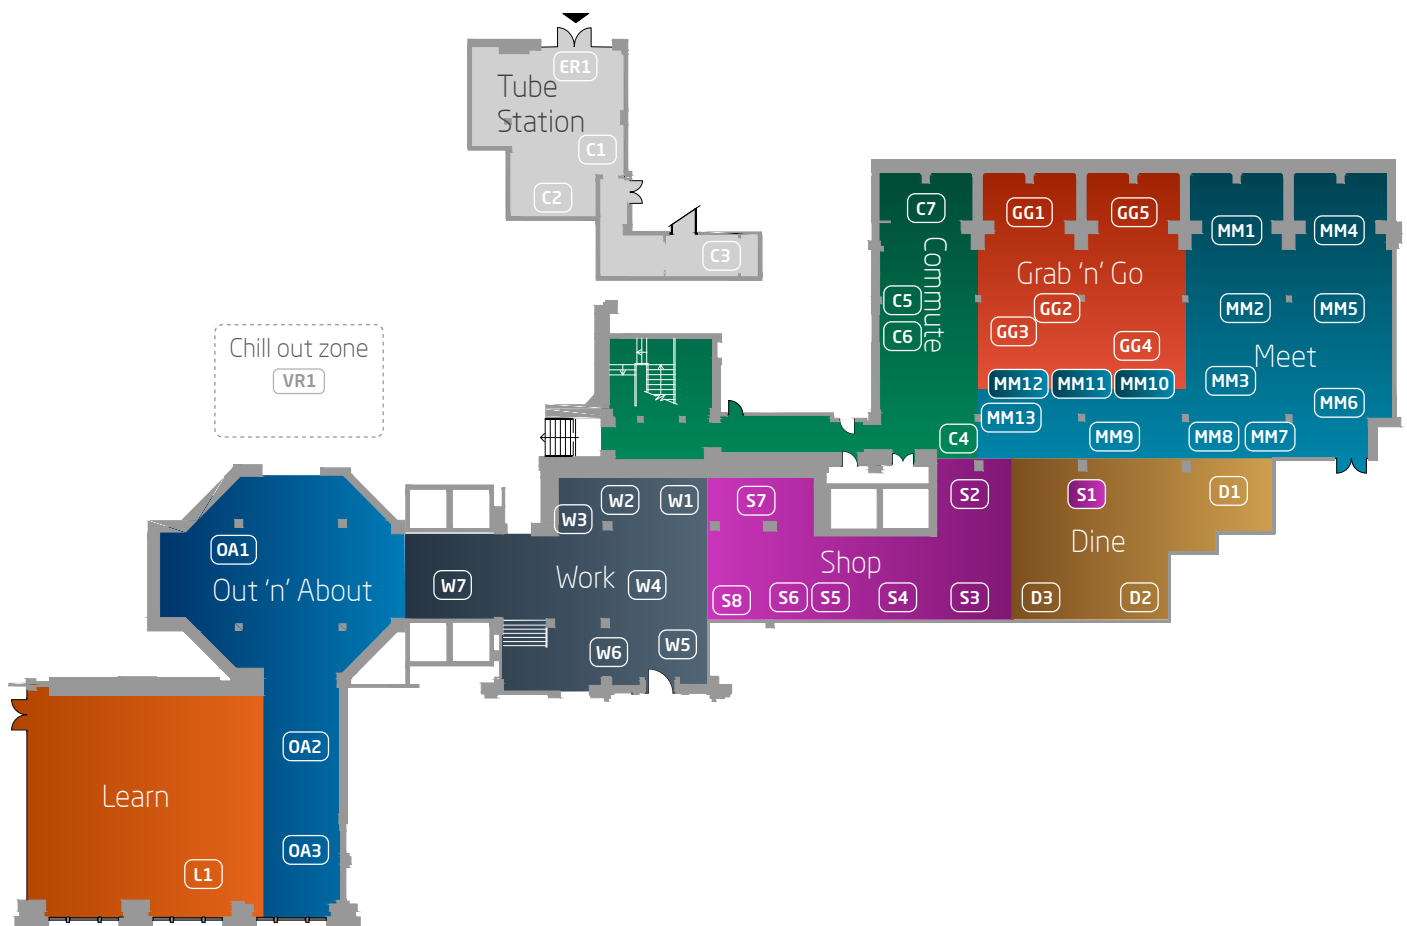 ER1
Tube
Station
C1
C2
C3
C7
Commute
C5
C6
C4
GG1
GG5
Grab 'n' Go
GG2
GG3
GG4
MM1
MM4
MM2
MM5
Meet
MM3
MM6
MM12
MM11
MM10
MM13
MM9
MM8
MM7
Chill out zone
VR1
OA1
Out 'n' About
OA2
OA3
Learn
L1
W3
W2
W1
W7
Work
W4
W6
W5
S7
S2
Shop
S8
S6
S5
S4
S3
S1
D1
Dine
D3
D2